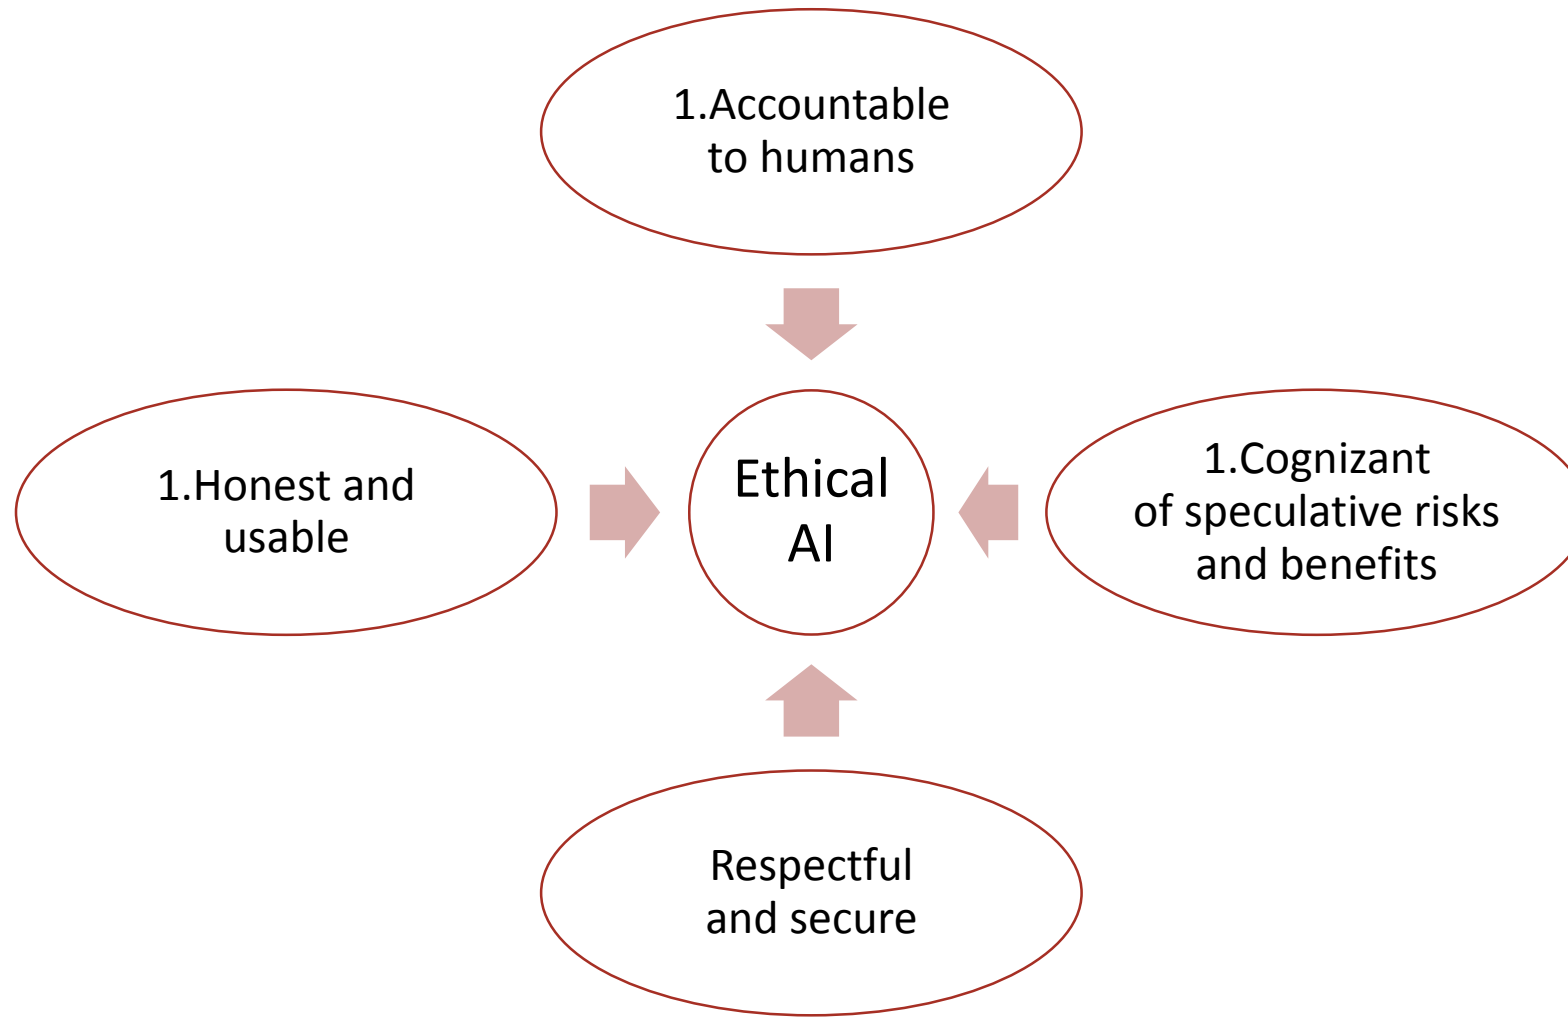 1.Accountable
to humans
1.Honest and
usable
Ethical
AI
1.Cognizant
of speculative risks
and benefits
Respectful
and secure